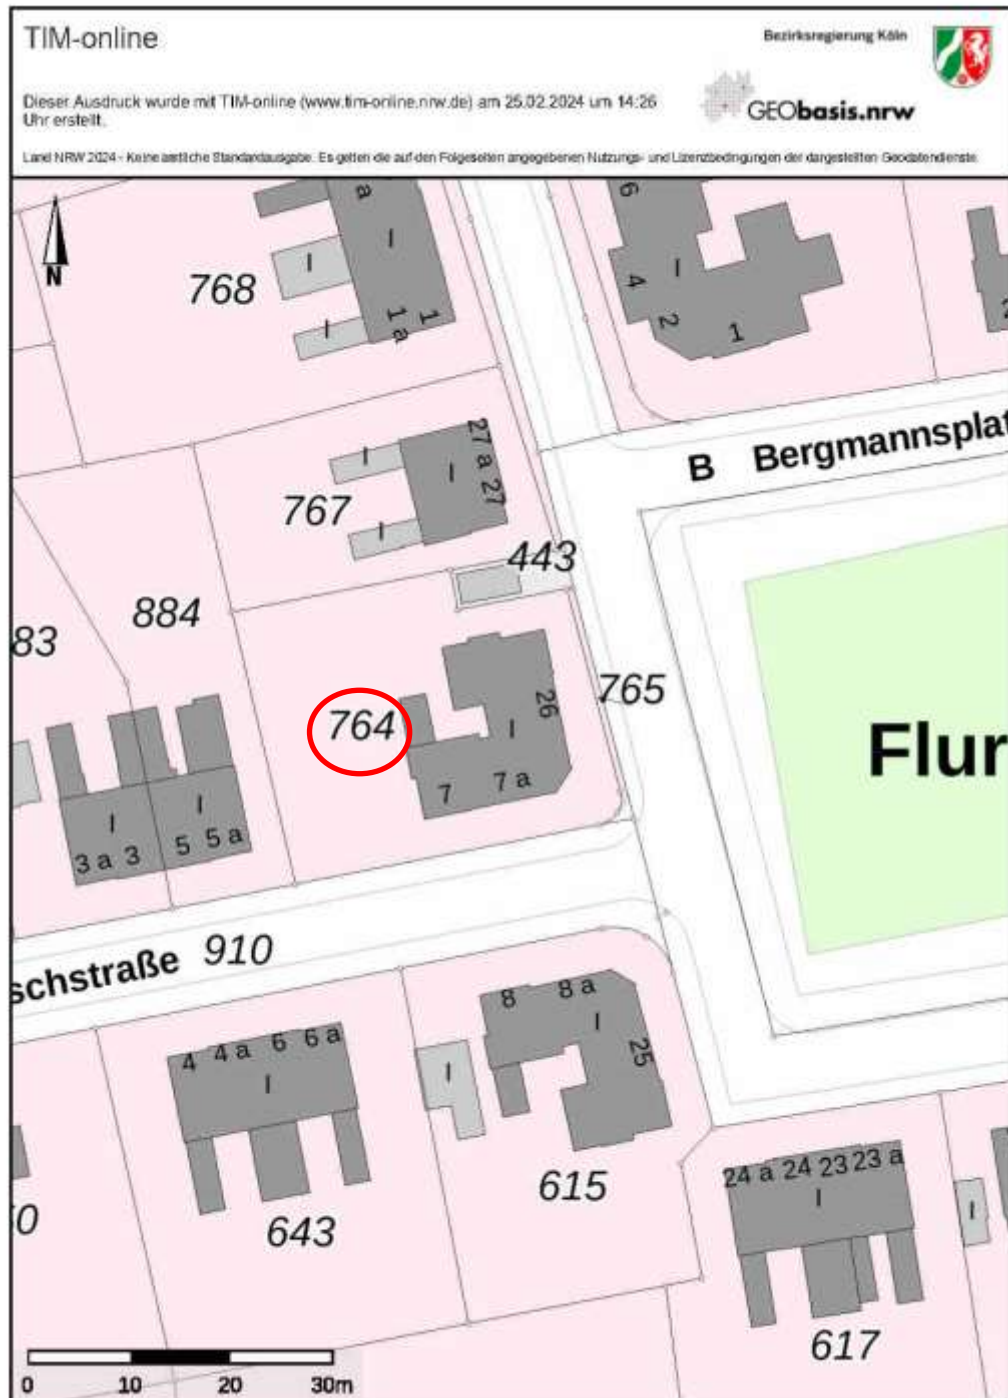 TIM-online
Bezirksregierung Köln
Dieser Ausdruck wurde mit TIM-online (www.tim-online.nrw.de) am 25.02.2024 um 14:26
Uhr erstellt.
GEObasis.nrw
Land NRW 2024 - Keine amtliche Standardausgabe. Es gelten die auf den Folgeseiten angegebenen Nutzungs- und Lizenzbedingungen der dargestellten Geodatendienste.
N
a
I
6
768
I
I
1 a
1
4
I
2
1
2
27 a
27
I
I
I
767
B Bergmannsplat
443
884
83
765
764
26
I
7
7 a
Flur
I
I
3 a
3
5
5 a
schstraße
910
8
8 a
I
25
I
4
4 a
6
6 a
I
615
24 a
24
23
23 a
I
I
643
60
617
0
10
20
30m